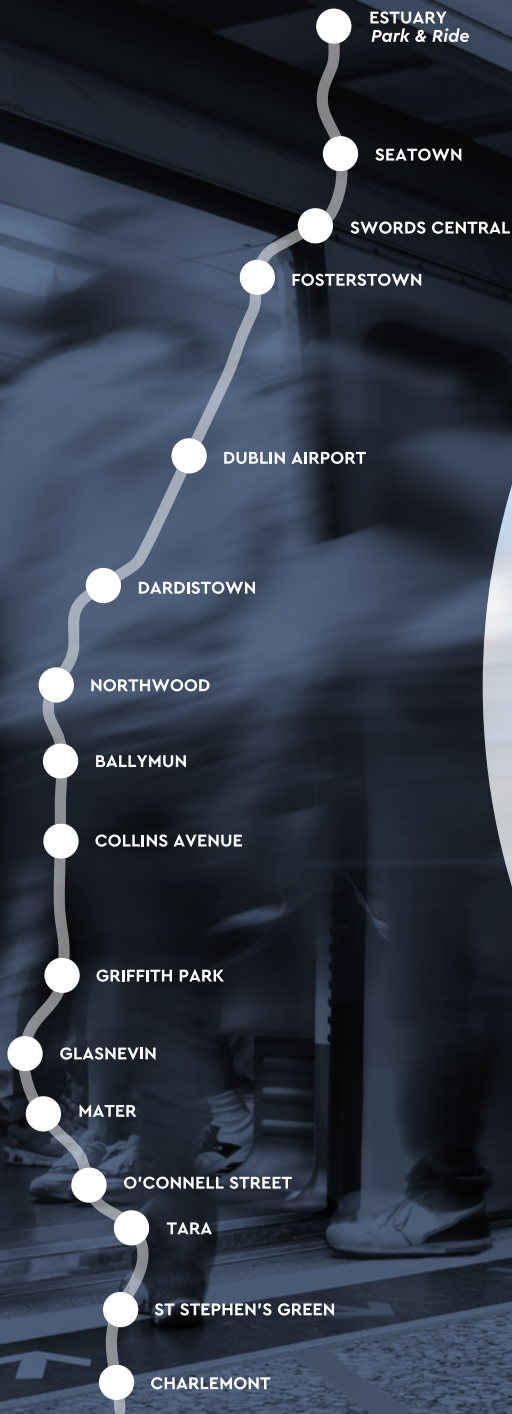 ESTUARY
Park & Ride
SEATOWN
SWORDS CENTRAL
FOSTERSTOWN
DUBLIN AIRPORT
DARDISTOWN
NORTHWOOD
BALLYMUN
COLLINS AVENUE
GRIFFITH PARK
GLASNEVIN
MATER
O'CONNELL STREET
TARA
ST STEPHEN'S GREEN
CHARLEMONT